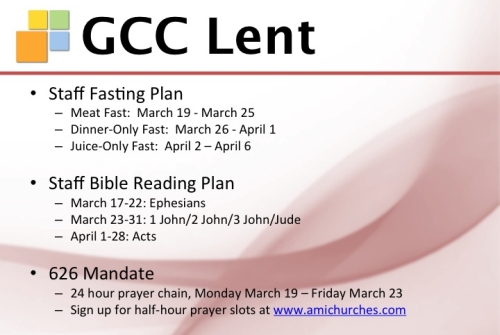 GCC Lent
• Staff Fasting Plan
– Meat Fast:  March 19 - March 25
– Dinner-Only Fast:  March 26 - April 1
– Juice-Only Fast:  April 2 – April 6
• Staff Bible Reading Plan
– March 17-22: Ephesians
– March 23-31: 1 John/2 John/3 John/Jude
– April 1-28: Acts
• 626 Mandate
– 24 hour prayer chain, Monday March 19 – Friday March 23
– Sign up for half-hour prayer slots at www.amichurches.com